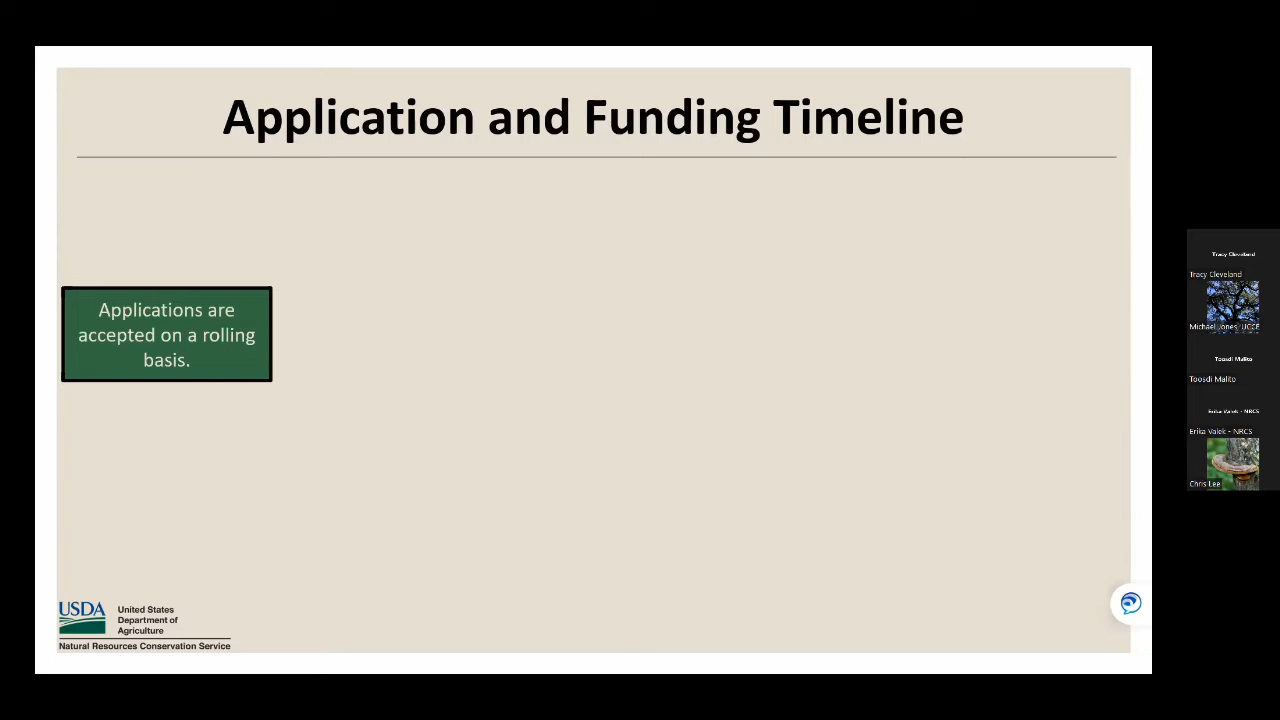 Application and Funding Timeline
Applications are
accepted on a rolling
basis.
USDA
United States
Department of
Agriculture
Natural Resources Conservation Service
Tracy Cleveland
Tracy Cleveland
Michael Jones UCCE
Toosdi Malito
Toosdi Malito
Erika Valek - NRCS
Erika Valek - NRCS
Chris Lee